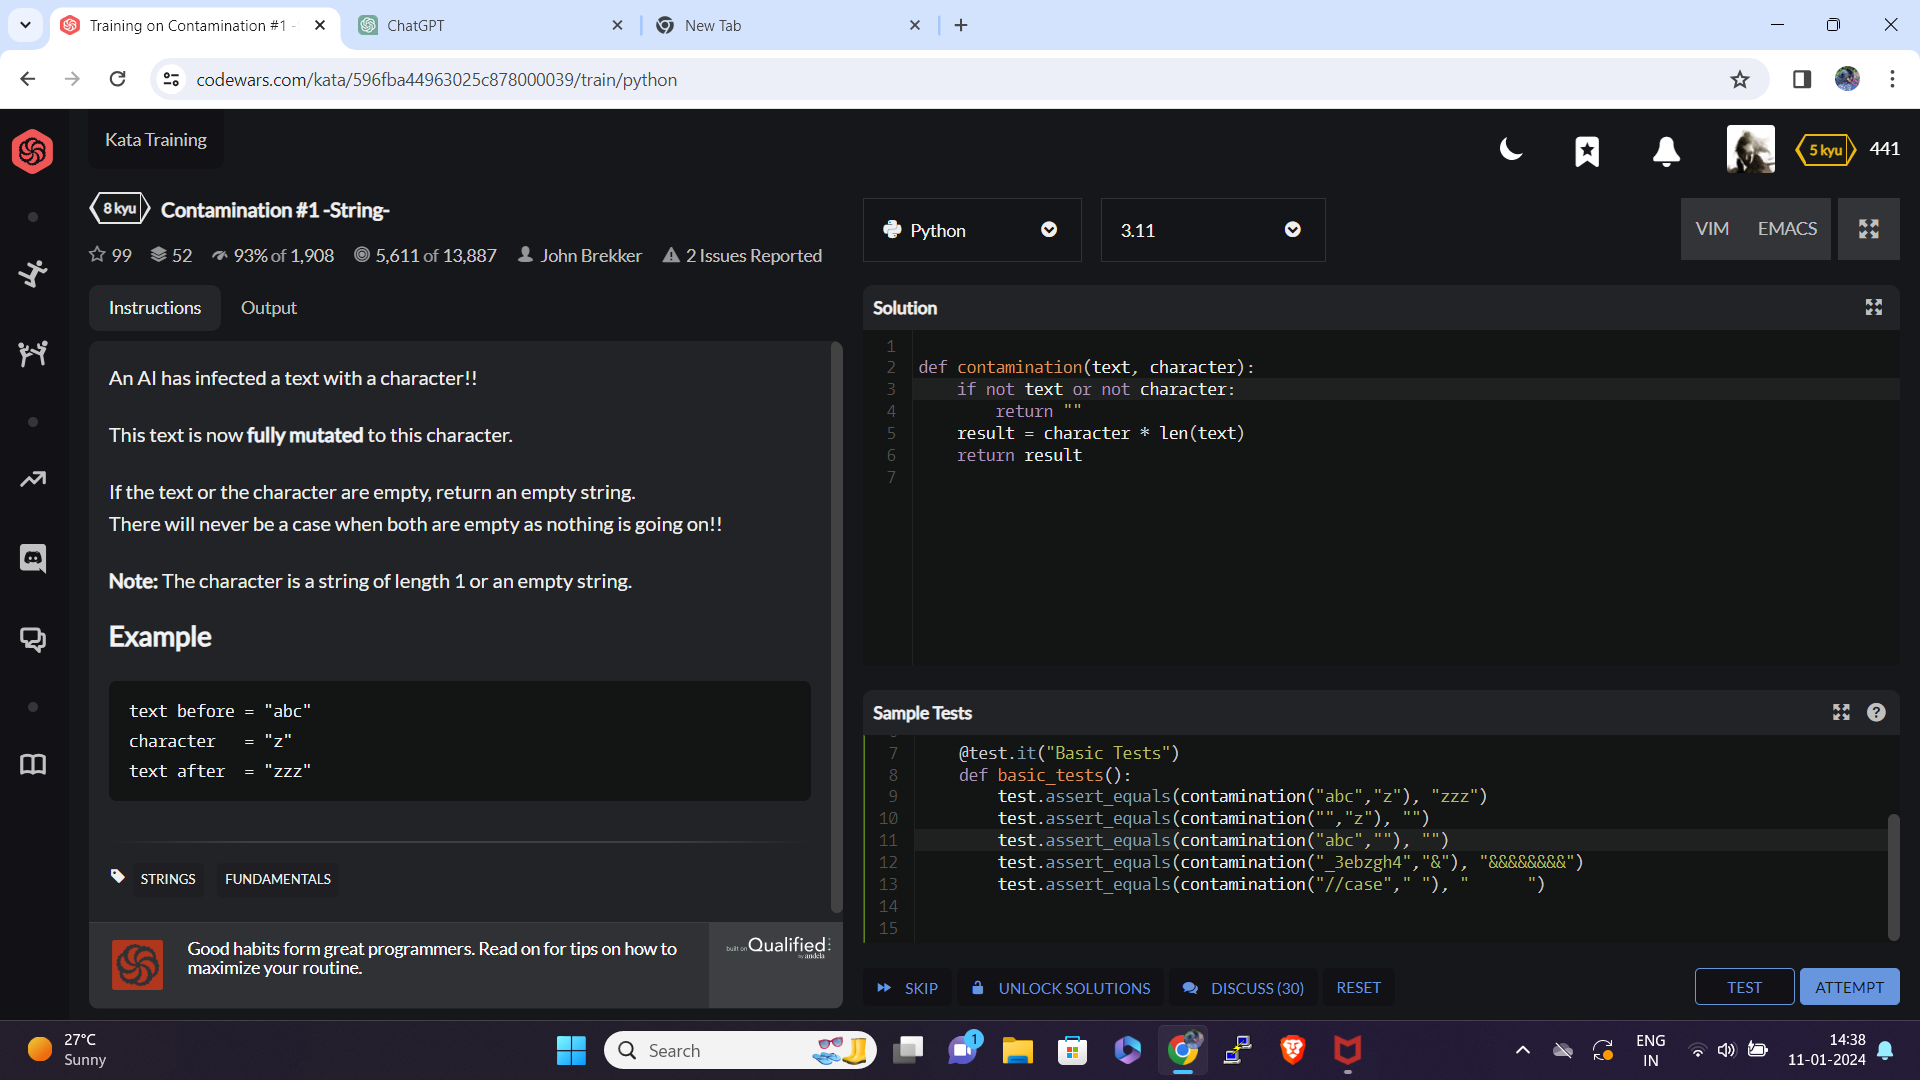 Training on Contamination #1 -
ChatGPT
New Tab
codewars.com/kata/596fba44963025c878000039/train/python
Kata Training
5 kyu
441
8 kyu
Contamination #1 -String-
99
52
93% of 1,908
5,611 of 13,887
John Brekker
2 Issues Reported
Python
3.11
VIM
EMACS
Instructions
Output
An AI has infected a text with a character!!
This text is now fully mutated to this character.
If the text or the character are empty, return an empty string.
There will never be a case when both are empty as nothing is going on!!
Note: The character is a string of length 1 or an empty string.
Example
text before = "abc"
character   = "z"
text after  = "zzz"
STRINGS
FUNDAMENTALS
Good habits form great programmers. Read on for tips on how to
maximize your routine.
built on Qualified
by andela
Solution
1
2 def contamination(text, character):
3     if not text or not character:
4         return ""
5     result = character * len(text)
6     return result
7
Sample Tests
7     @test.it("Basic Tests")
8     def basic_tests():
9         test.assert_equals(contamination("abc","z"), "zzz")
10         test.assert_equals(contamination("","z"), "")
11         test.assert_equals(contamination("abc",""), "")
12         test.assert_equals(contamination("_3ebzgh4","&"), "&&&&&&&&")
13         test.assert_equals(contamination("//case"," "), "      ")
14
15
SKIP
UNLOCK SOLUTIONS
DISCUSS (30)
RESET
TEST
ATTEMPT
27°C
Sunny
Search
1
ENG
IN
14:38
11-01-2024